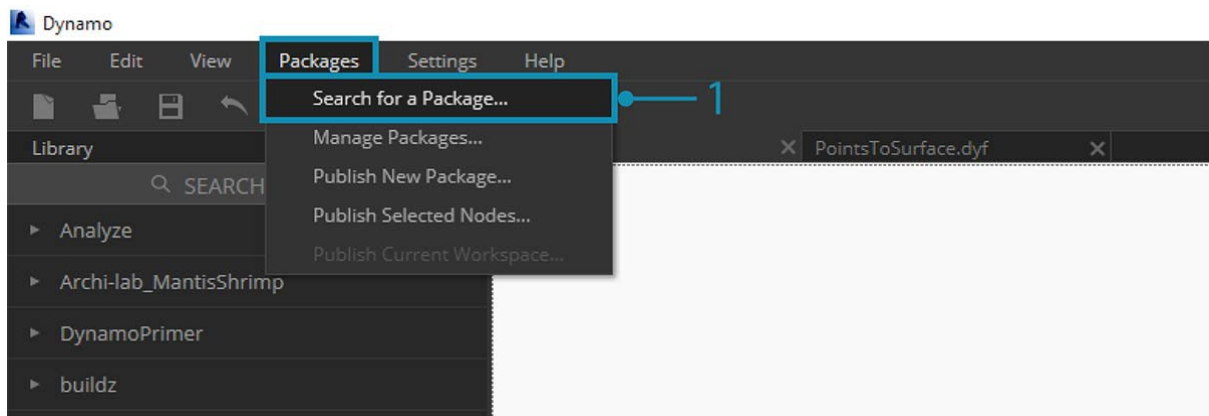 Dynamo
File Edit View Packages Settings Help
Search for a Package... 1
Manage Packages...
Library PointsToSurface.dyf
Publish New Package...
SEARCH
Publish Selected Nodes...
Analyze
Publish Current Workspace...
Archi-lab_MantisShrimp
DynamoPrimer
buildz